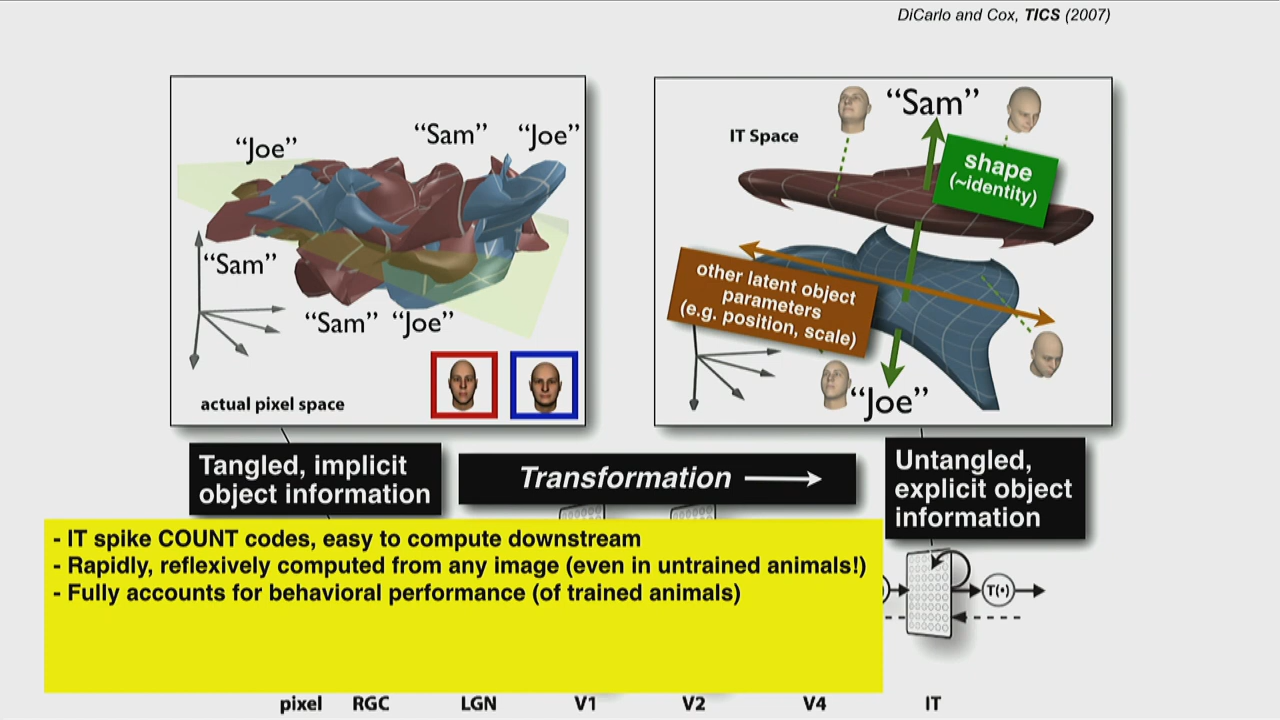 DiCarlo and Cox, TICS (2007)
“Joe”
“Sam”
“Joe”
“Sam”
“Sam”
“Joe”
actual pixel space
“Sam”
IT Space
shape
(~identity)
other latent object
parameters
(e.g. position, scale)
“Joe”
Tangled, implicit
object information
Transformation
Untangled,
explicit object
information
- IT spike COUNT codes, easy to compute downstream
- Rapidly, reflexively computed from any image (even in untrained animals!)
- Fully accounts for behavioral performance (of trained animals)
T(•)
pixel RGC LGN V1 V2 V4 IT